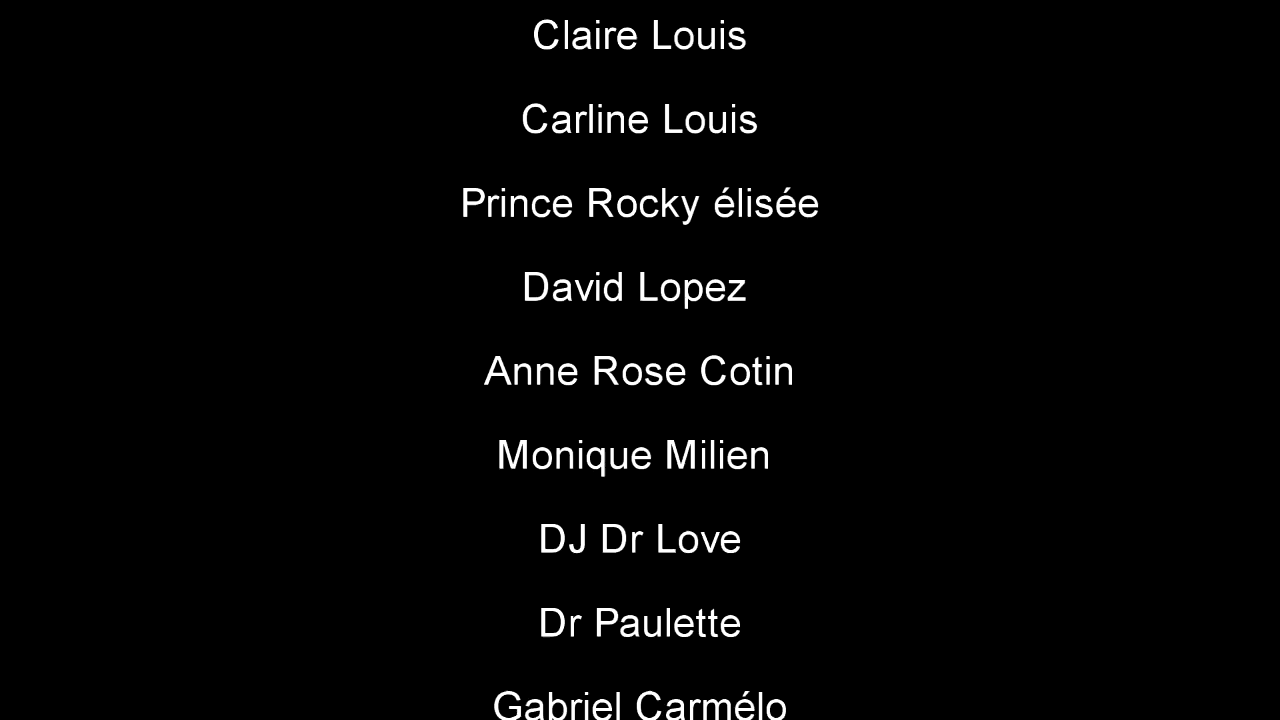 Claire Louis
Carline Louis
Prince Rocky élisée
David Lopez
Anne Rose Cotin
Monique Milien
DJ Dr Love
Dr Paulette
Gabriel Carmélo